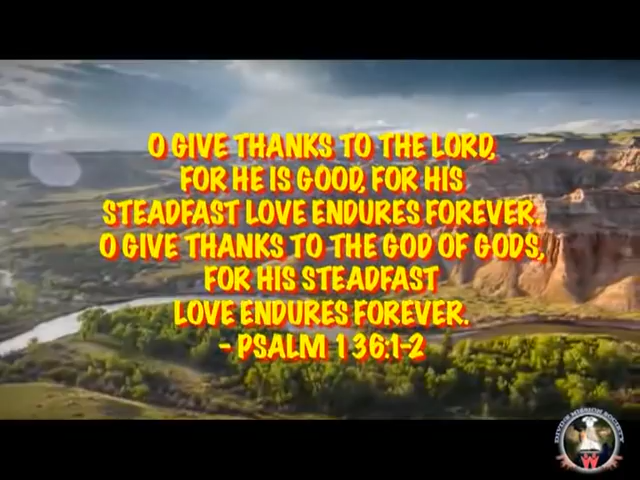 O GIVE THANKS TO THE LORD,
FOR HE IS GOOD, FOR HIS
STEADFAST LOVE ENDURES FOREVER.
O GIVE THANKS TO THE GOD OF GODS,
FOR HIS STEADFAST
LOVE ENDURES FOREVER.
- PSALM 136:1-2
W